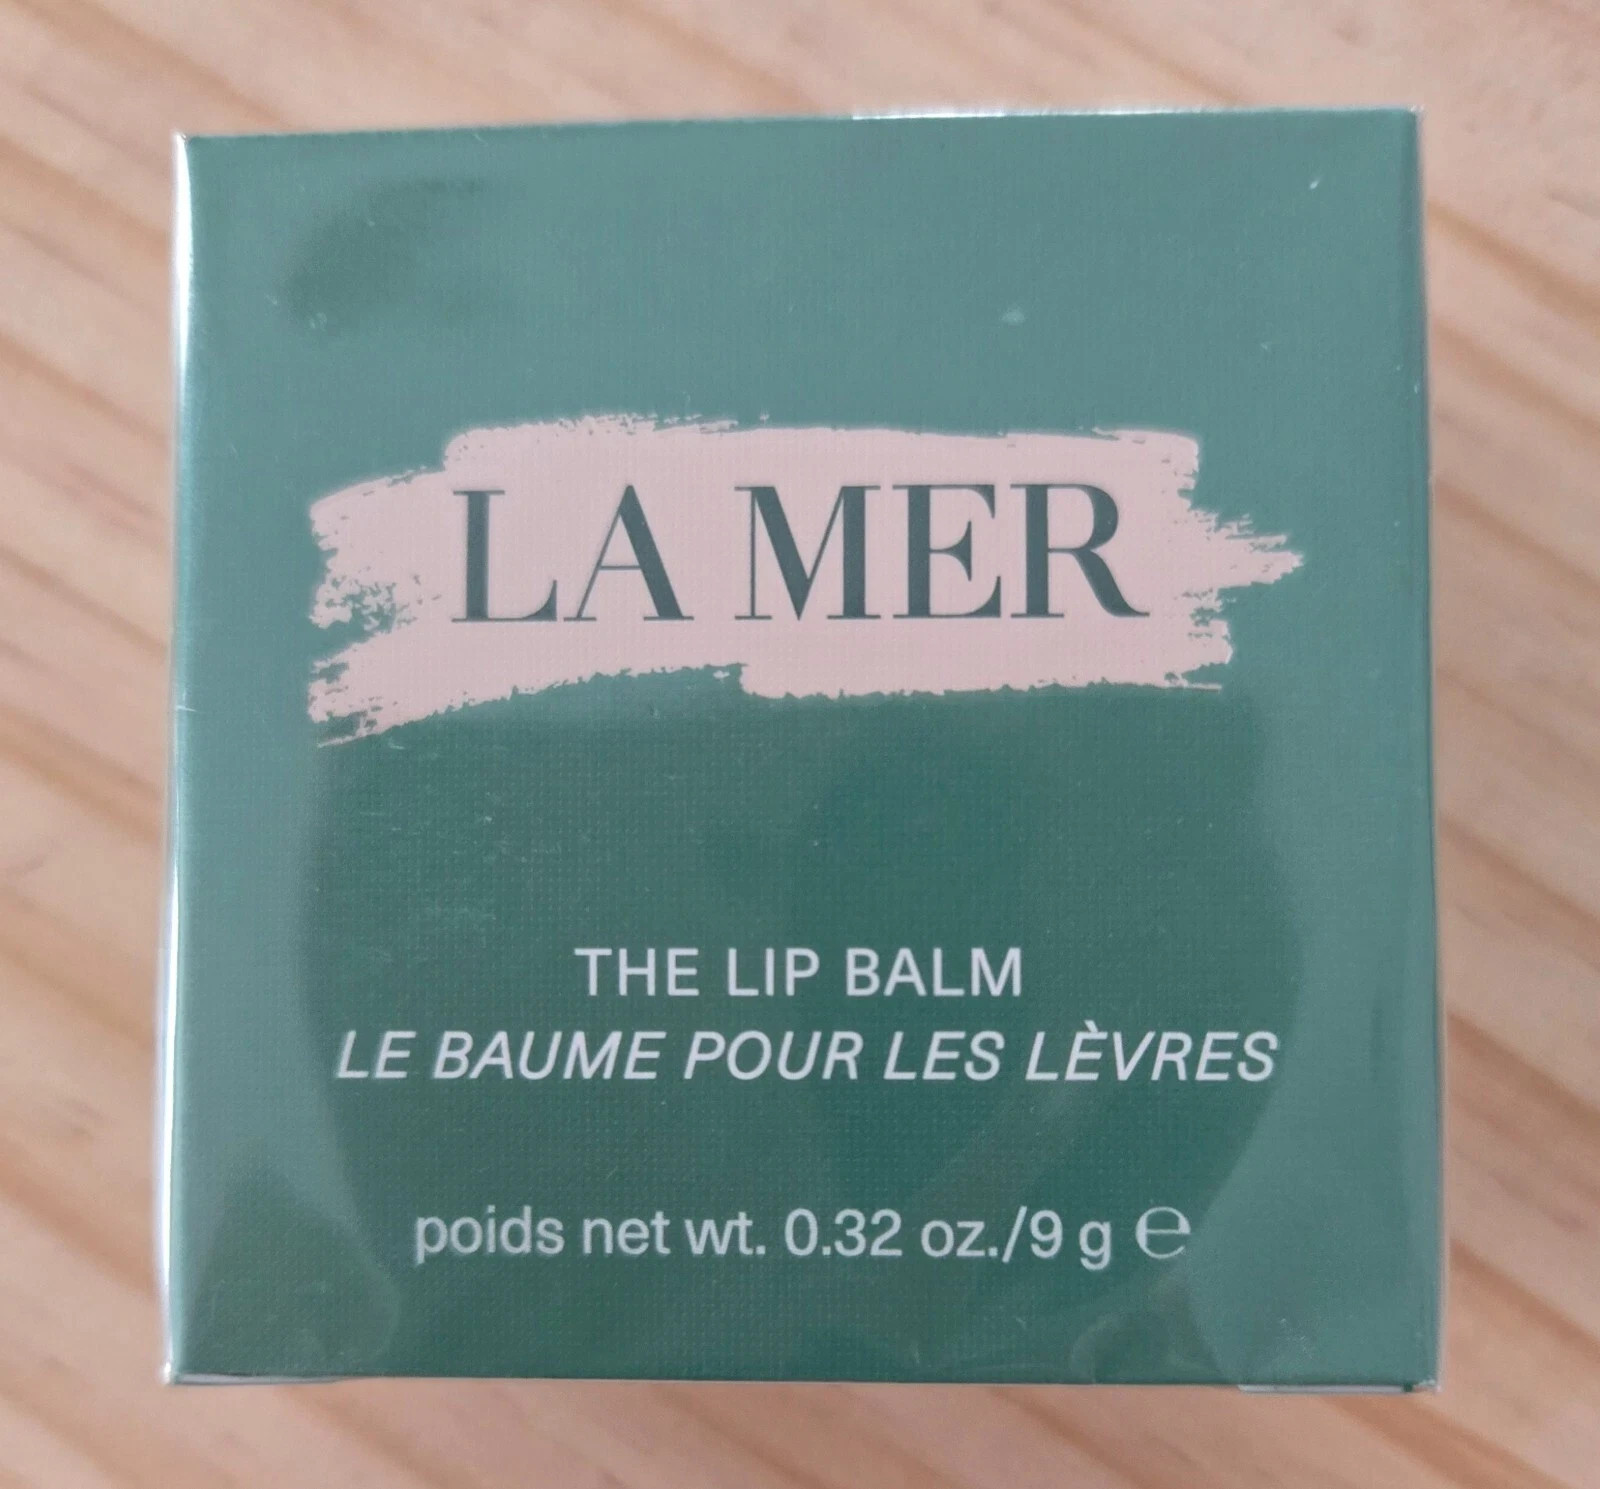 LA MER
THE LIP BALM
LE BAUME POUR LES LÈVRES
poids net wt. 0.32 oz./9 g ℮